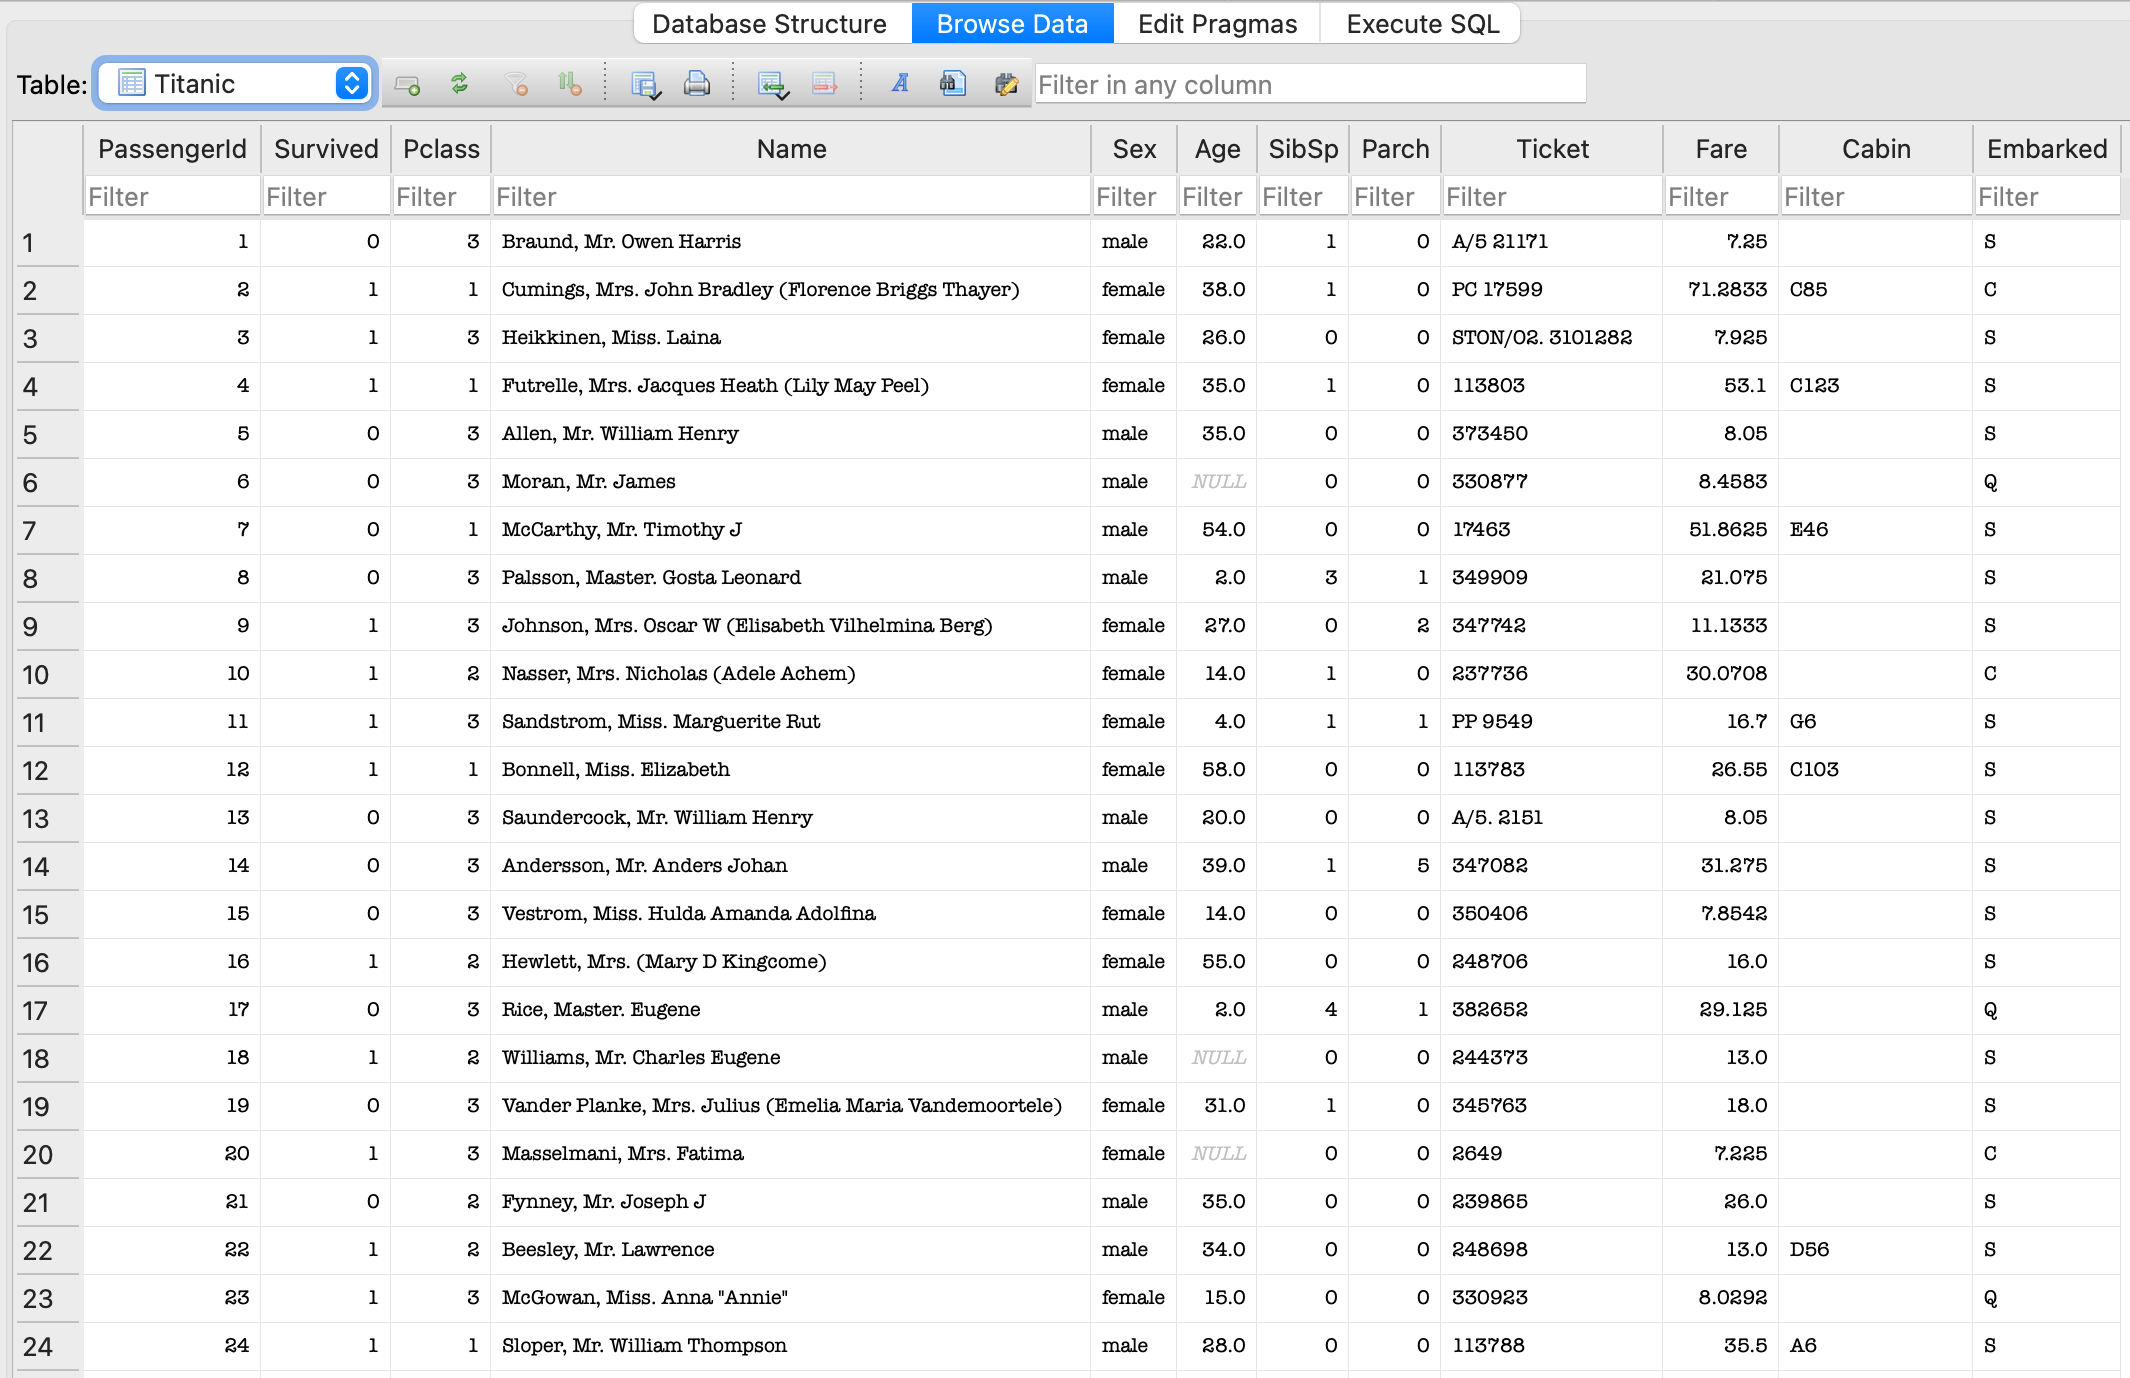 Database Structure Browse Data Edit Pragmas Execute SQL
Table: Titanic Filter in any column
PassengerId Survived Pclass Name Sex Age SibSp Parch Ticket Fare Cabin Embarked
Filter Filter Filter Filter Filter Filter Filter Filter Filter Filter Filter Filter
1 1 0 3 Braund, Mr. Owen Harris male 22.0 1 0 A/5 21171 7.25 S
2 2 1 1 Cumings, Mrs. John Bradley (Florence Briggs Thayer) female 38.0 1 0 PC 17599 71.2833 C85 C
3 3 1 3 Heikkinen, Miss. Laina female 26.0 0 0 STON/O2. 3101282 7.925 S
4 4 1 1 Futrelle, Mrs. Jacques Heath (Lily May Peel) female 35.0 1 0 113803 53.1 C123 S
5 5 0 3 Allen, Mr. William Henry male 35.0 0 0 373450 8.05 S
6 6 0 3 Moran, Mr. James male NULL 0 0 330877 8.4583 Q
7 7 0 1 McCarthy, Mr. Timothy J male 54.0 0 0 17463 51.8625 E46 S
8 8 0 3 Palsson, Master. Gosta Leonard male 2.0 3 1 349909 21.075 S
9 9 1 3 Johnson, Mrs. Oscar W (Elisabeth Vilhelmina Berg) female 27.0 0 2 347742 11.1333 S
10 10 1 2 Nasser, Mrs. Nicholas (Adele Achem) female 14.0 1 0 237736 30.0708 C
11 11 1 3 Sandstrom, Miss. Marguerite Rut female 4.0 1 1 PP 9549 16.7 G6 S
12 12 1 1 Bonnell, Miss. Elizabeth female 58.0 0 0 113783 26.55 C103 S
13 13 0 3 Saundercock, Mr. William Henry male 20.0 0 0 A/5. 2151 8.05 S
14 14 0 3 Andersson, Mr. Anders Johan male 39.0 1 5 347082 31.275 S
15 15 0 3 Vestrom, Miss. Hulda Amanda Adolfina female 14.0 0 0 350406 7.8542 S
16 16 1 2 Hewlett, Mrs. (Mary D Kingcome) female 55.0 0 0 248706 16.0 S
17 17 0 3 Rice, Master. Eugene male 2.0 4 1 382652 29.125 Q
18 18 1 2 Williams, Mr. Charles Eugene male NULL 0 0 244373 13.0 S
19 19 0 3 Vander Planke, Mrs. Julius (Emelia Maria Vandemoortele) female 31.0 1 0 345763 18.0 S
20 20 1 3 Masselmani, Mrs. Fatima female NULL 0 0 2649 7.225 C
21 21 0 2 Fynney, Mr. Joseph J male 35.0 0 0 239865 26.0 S
22 22 1 2 Beesley, Mr. Lawrence male 34.0 0 0 248698 13.0 D56 S
23 23 1 3 McGowan, Miss. Anna "Annie" female 15.0 0 0 330923 8.0292 Q
24 24 1 1 Sloper, Mr. William Thompson male 28.0 0 0 113788 35.5 A6 S